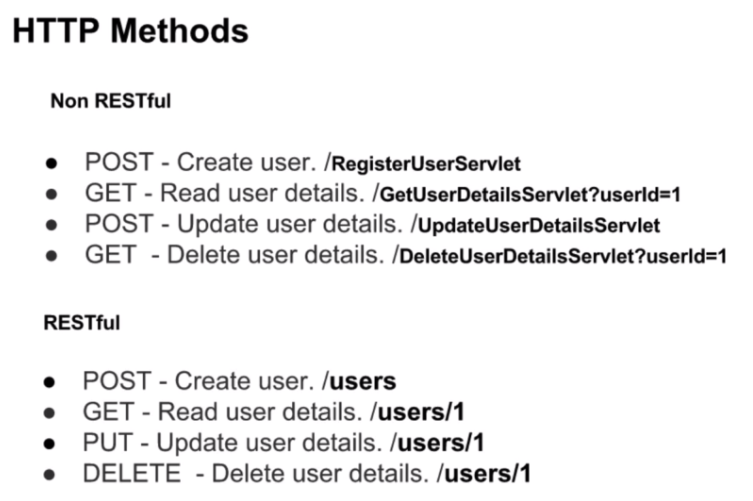 HTTP Methods
Non RESTful
● POST - Create user. /RegisterUserServlet
● GET - Read user details. /GetUserDetailsServlet?userId=1
● POST - Update user details. /UpdateUserDetailsServlet
● GET - Delete user details. /DeleteUserDetailsServlet?userId=1
RESTful
● POST - Create user. /users
● GET - Read user details. /users/1
● PUT - Update user details. /users/1
● DELETE - Delete user details. /users/1